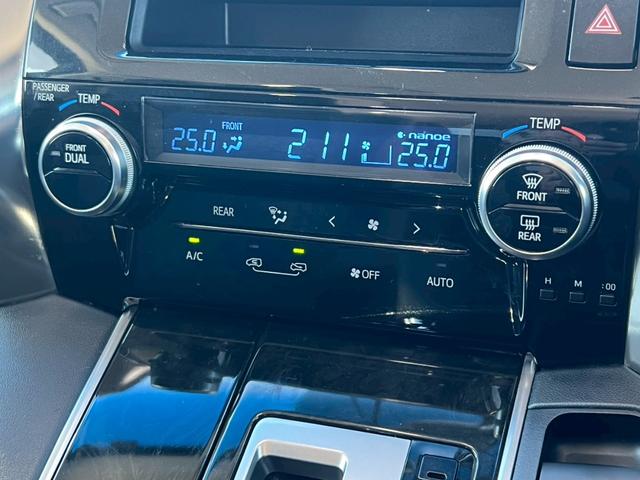 PASSENGER
/REAR
TEMP
TEMP
25.0
FRONT
211
nanoe
25.0
FRONT
DUAL
FRONT
REAR
REAR
A/C
OFF
AUTO
H
M
:00